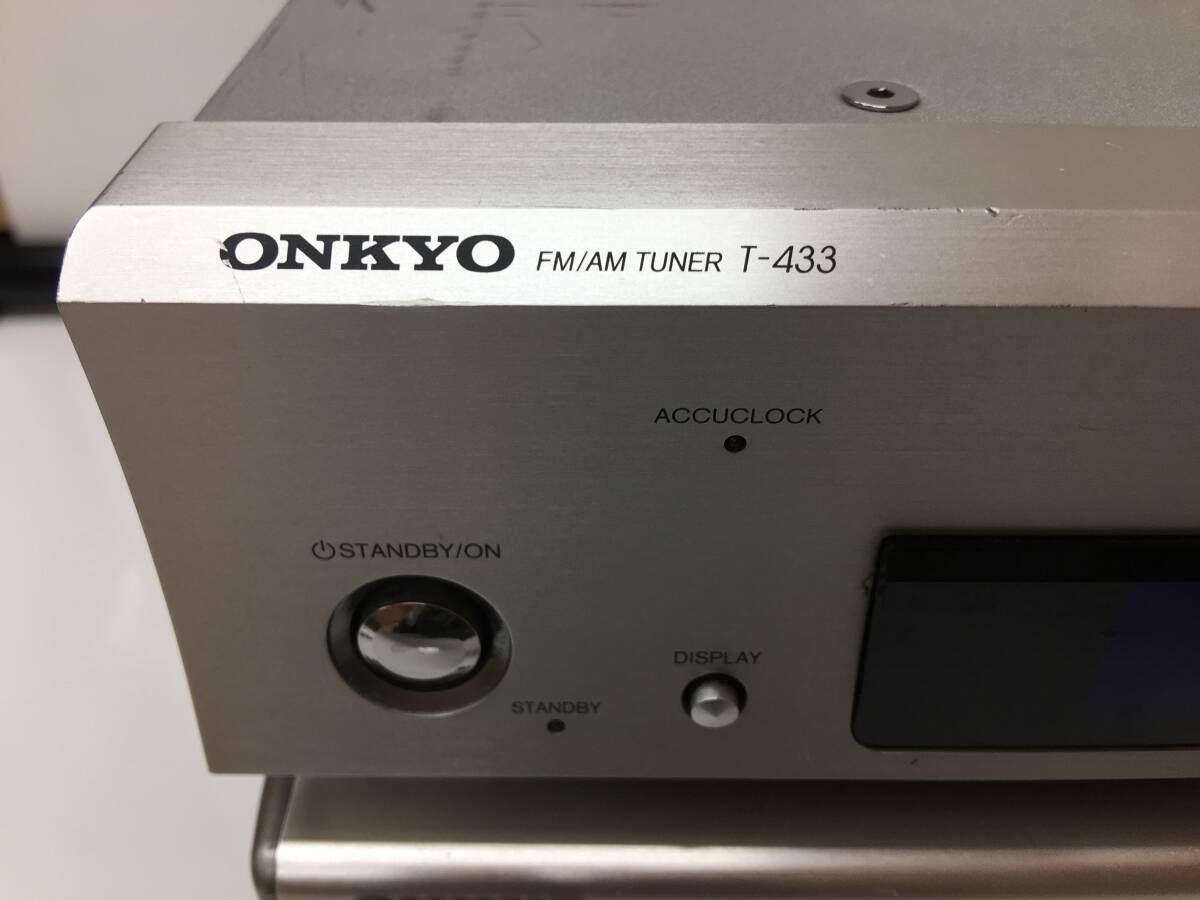 ONKYO FM/AM TUNER T-433
ACCUCLOCK
STANDBY/ON
DISPLAY
STANDBY